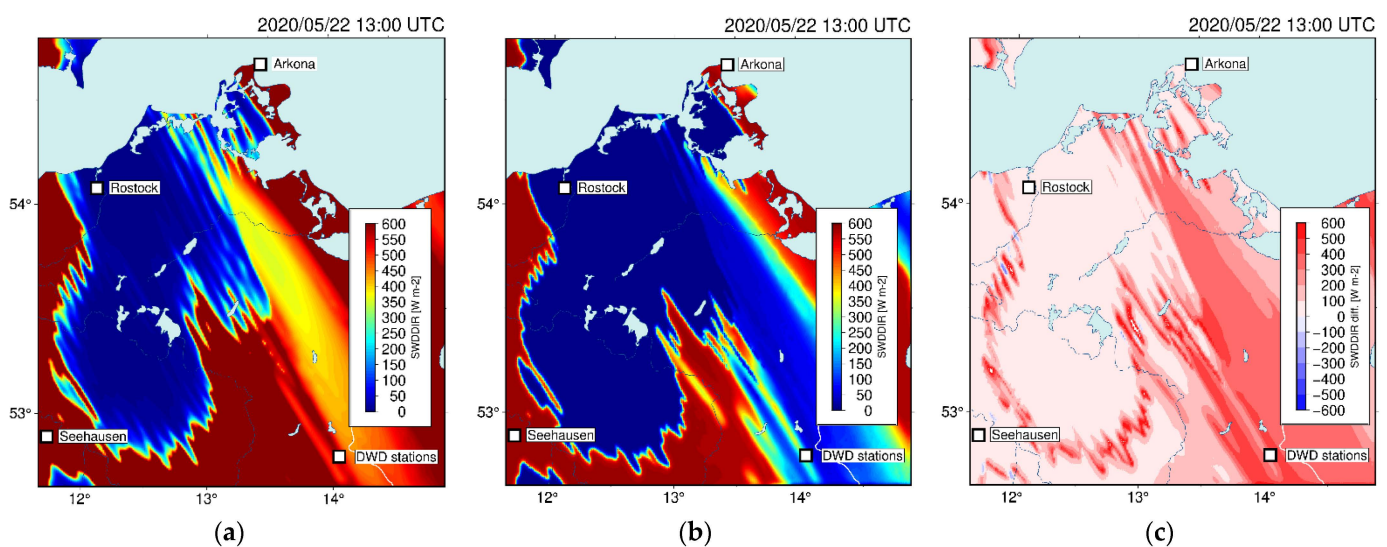 2020/05/22 13:00 UTC
Arkona
Rostock
54°
600
550
500
450
400
350
300
250
200
150
100
50
0
SWDDIR [W m-2]
53°
Seehausen
DWD stations
12°
13°
14°
(a)
2020/05/22 13:00 UTC
Arkona
Rostock
54°
600
550
500
450
400
350
300
250
200
150
100
50
0
SWDDIR [W m-2]
53°
Seehausen
DWD stations
12°
13°
14°
(b)
2020/05/22 13:00 UTC
Arkona
Rostock
54°
600
500
400
300
200
100
0
−100
−200
−300
−400
−500
−600
SWDDIR diff. [W m-2]
53°
Seehausen
DWD stations
12°
13°
14°
(c)